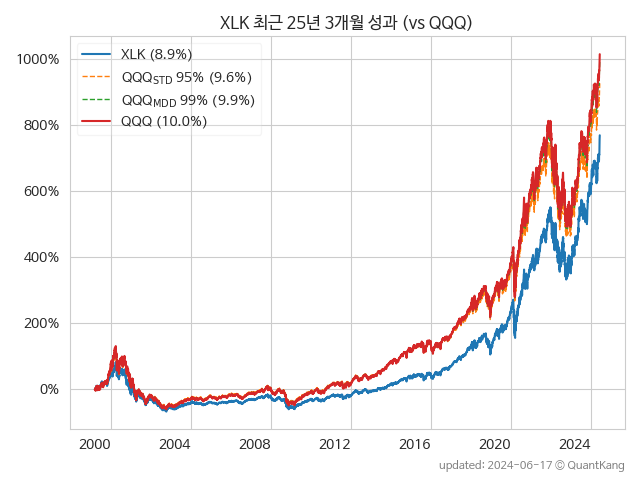 XLK 최근 25년 3개월 성과 (vs QQQ)
XLK (8.9%)
QQQSTD 95% (9.6%)
QQQMDD 99% (9.9%)
QQQ (10.0%)
1000%
800%
600%
400%
200%
0%
2000 2004 2008 2012 2016 2020 2024
updated: 2024-06-17 © QuantKang